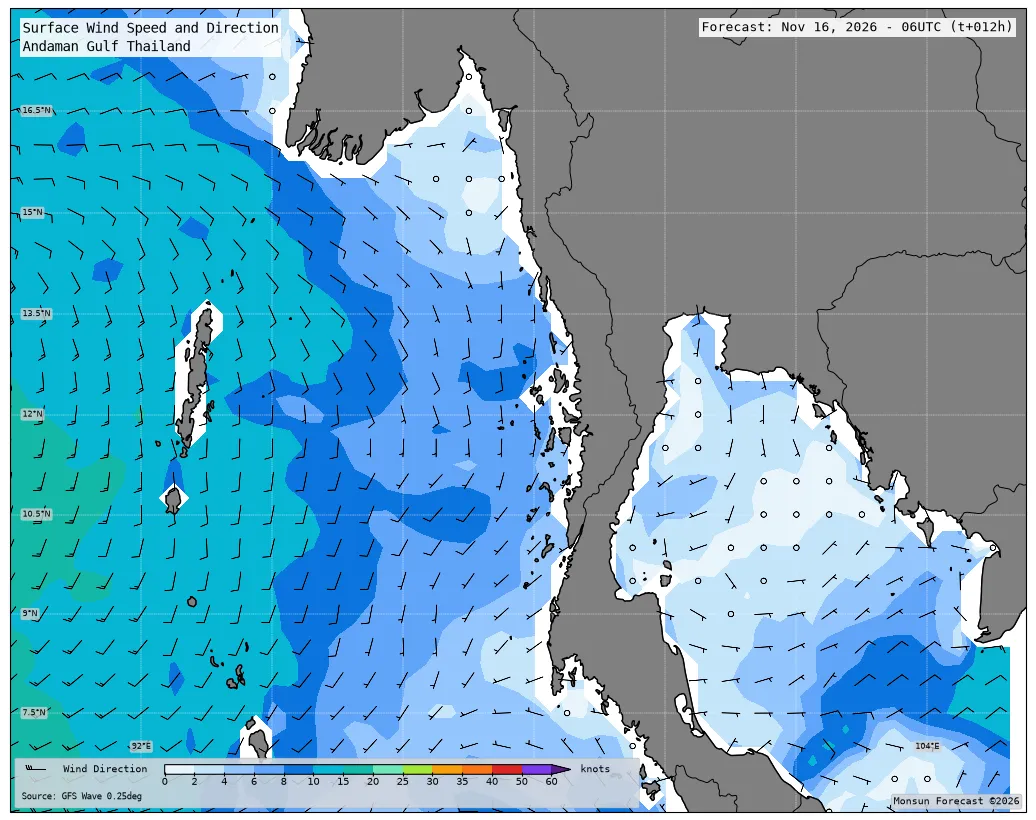 Surface Wind Speed and Direction
Andaman Gulf Thailand
Forecast: Nov 16, 2026 - 06UTC (t+012h)
16.5°N
15°N
13.5°N
12°N
10.5°N
9°N
7.5°N
92°E
104°E
Wind Direction
0 2 4 6 8 10 15 20 25 30 35 40 50 60
knots
Source: GFS Wave 0.25deg
Monsun Forecast ©2026